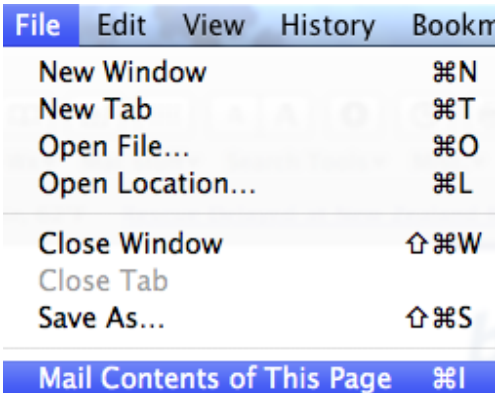 File Edit View History Bookm
New Window ⌘N
New Tab ⌘T
Open File... ⌘O
Open Location... ⌘L
Close Window ⇧⌘W
Close Tab
Save As... ⇧⌘S
Mail Contents of This Page ⌘I